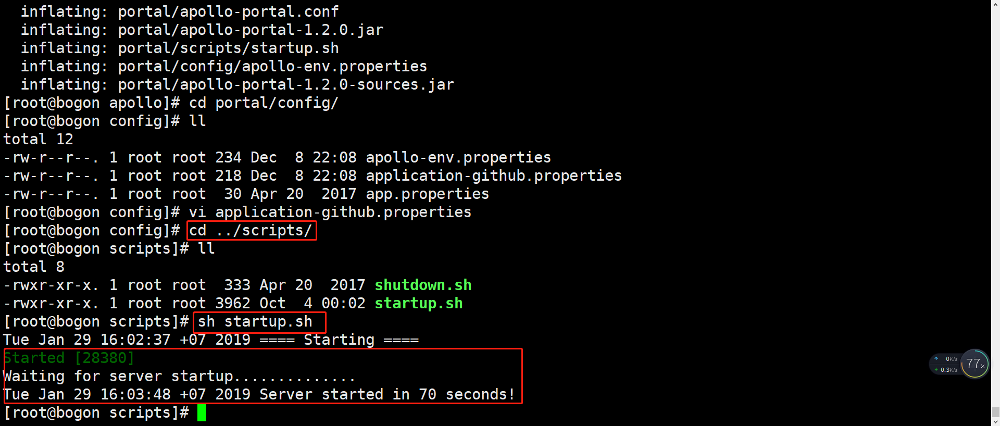 inflating: portal/apollo-portal.conf
  inflating: portal/apollo-portal-1.2.0.jar
  inflating: portal/scripts/startup.sh
  inflating: portal/config/apollo-env.properties
  inflating: portal/apollo-portal-1.2.0-sources.jar
[root@bogon apollo]# cd portal/config/
[root@bogon config]# ll
total 12
-rw-r--r--. 1 root root 234 Dec  8 22:08 apollo-env.properties
-rw-r--r--. 1 root root 218 Dec  8 22:08 application-github.properties
-rw-r--r--. 1 root root  30 Apr 20  2017 app.properties
[root@bogon config]# vi application-github.properties
[root@bogon config]# cd ../scripts/
[root@bogon scripts]# ll
total 8
-rwxr-xr-x. 1 root root  333 Apr 20  2017 shutdown.sh
-rwxr-xr-x. 1 root root 3962 Oct  4 00:02 startup.sh
[root@bogon scripts]# sh startup.sh
Tue Jan 29 16:02:37 +07 2019 ==== Starting ====
Started [28380]
Waiting for server startup..............
Tue Jan 29 16:03:48 +07 2019 Server started in 70 seconds!
[root@bogon scripts]#
0K/s
0.3K/s
77%